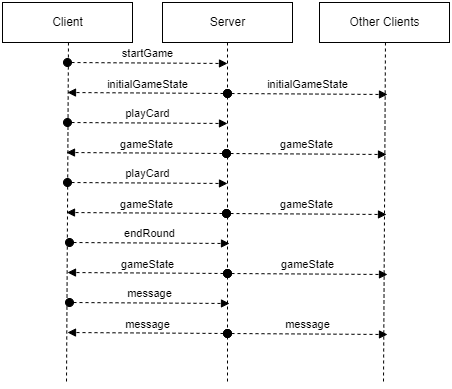 Client Server Other Clients
startGame
initialGameState initialGameState
playCard
gameState gameState
playCard
gameState gameState
endRound
gameState gameState
message
message message